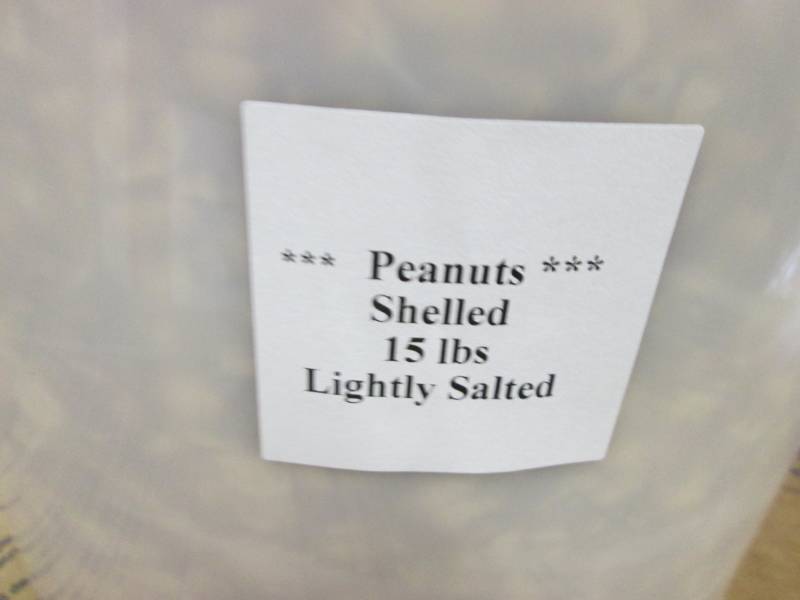 *** Peanuts ***
Shelled
15 lbs
Lightly Salted